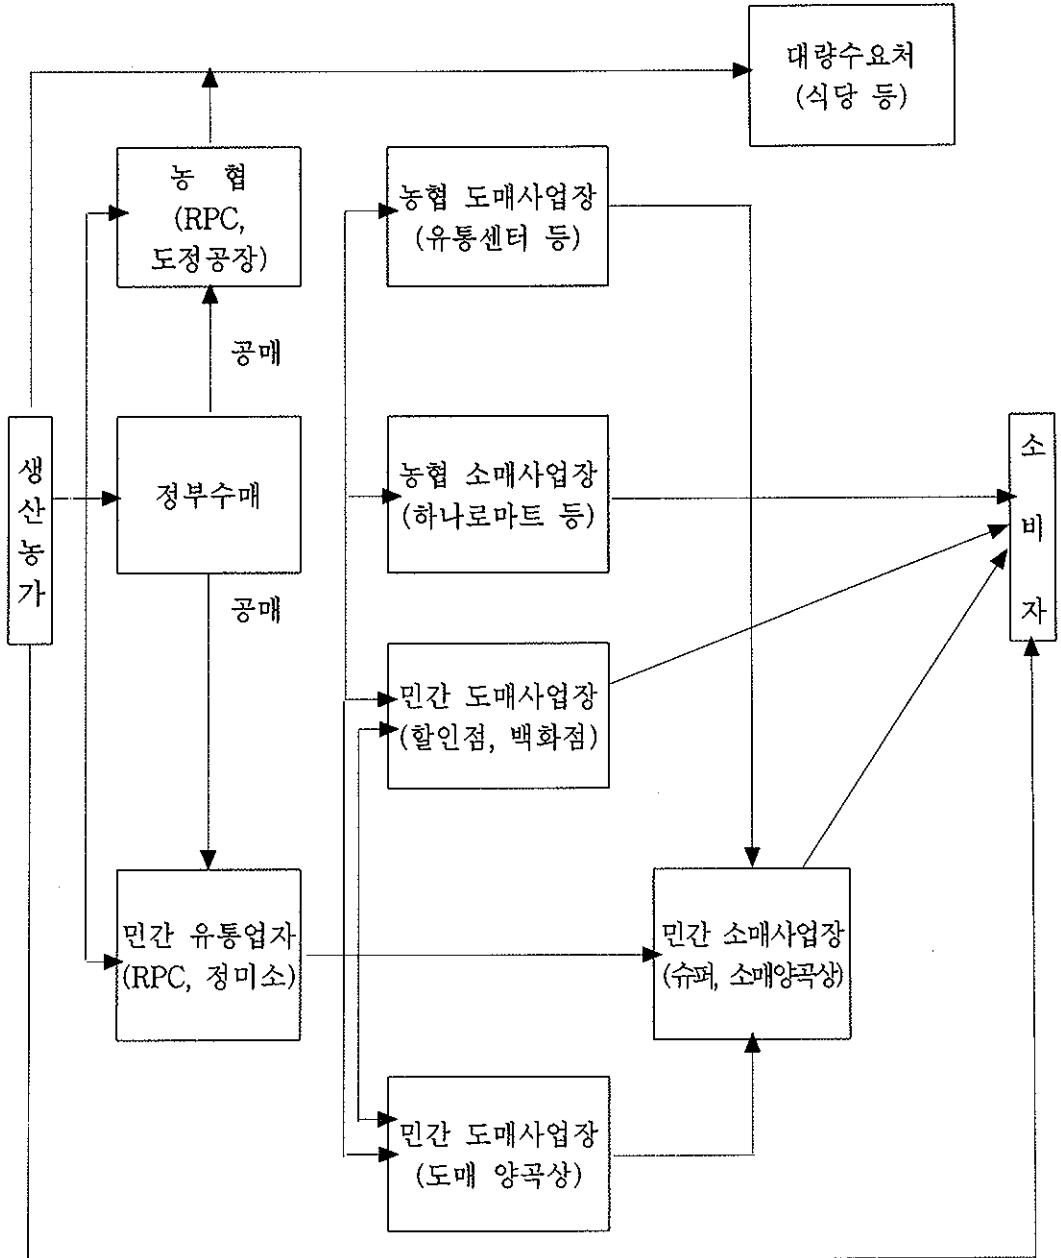 대량수요처
(식당 등)
농 협
(RPC,
도정공장)
농협 도매사업장
(유통센터 등)
공매
생
산
농
가
정부수매
농협 소매사업장
(하나로마트 등)
소
비
자
공매
민간 도매사업장
(할인점, 백화점)
민간 유통업자
(RPC, 정미소)
민간 소매사업장
(슈퍼, 소매양곡상)
민간 도매사업장
(도매 양곡상)